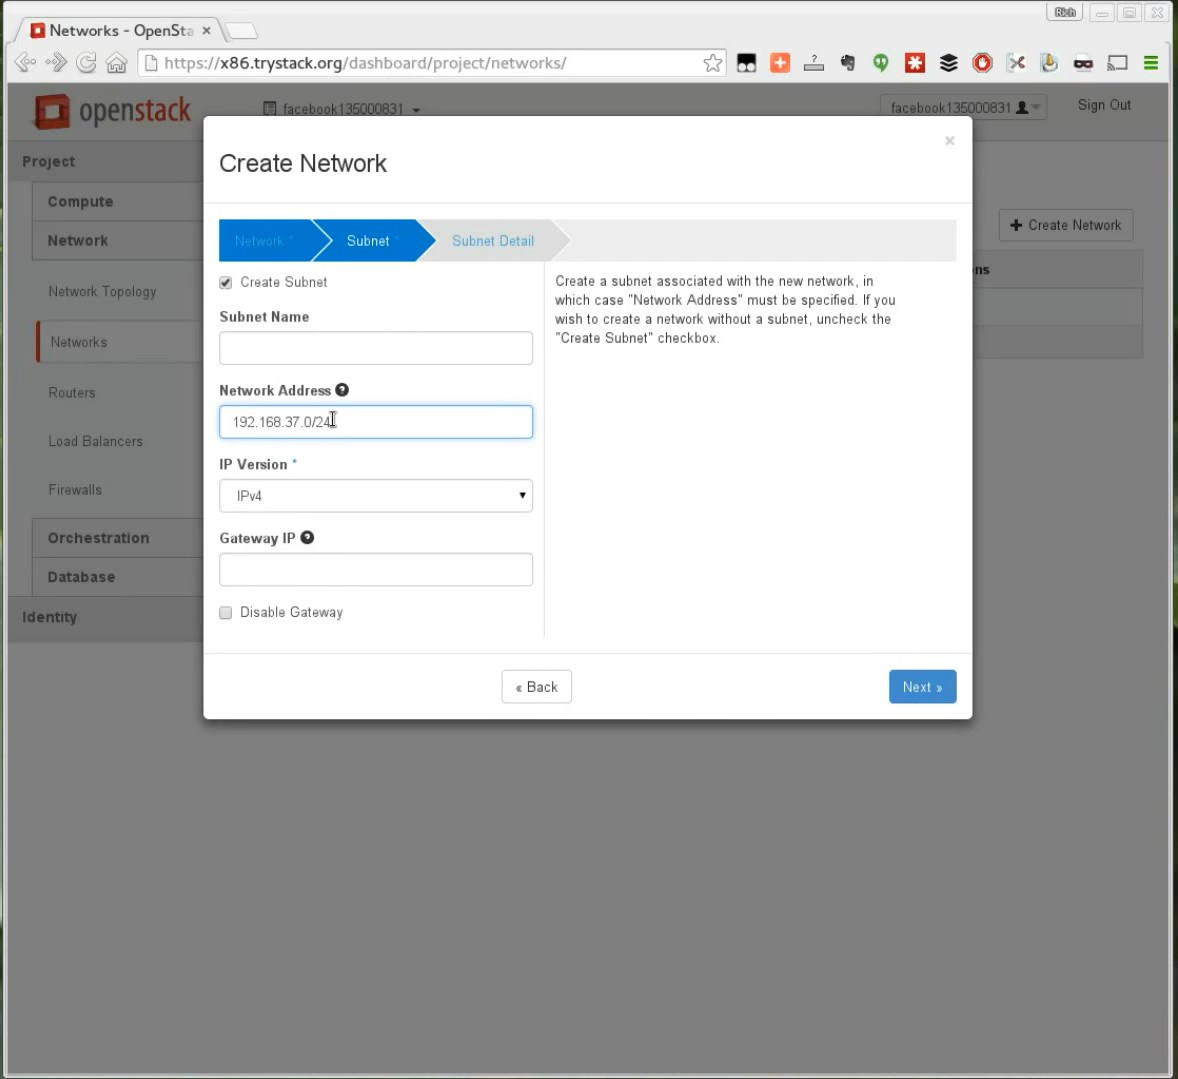 Rich
Networks - OpenSta
https://x86.trystack.org/dashboard/project/networks/
openstack
facebook135000831
facebook135000831
Sign Out
Project
Compute
Network
Network Topology
Networks
Routers
Load Balancers
Firewalls
Orchestration
Database
Identity
+ Create Network
ns
Create Network
×
Network *
Subnet *
Subnet Detail
Create Subnet
Subnet Name
Network Address
192.168.37.0/24
IP Version *
IPv4
Gateway IP
Disable Gateway
Create a subnet associated with the new network, in
which case "Network Address" must be specified. If you
wish to create a network without a subnet, uncheck the
"Create Subnet" checkbox.
« Back
Next »